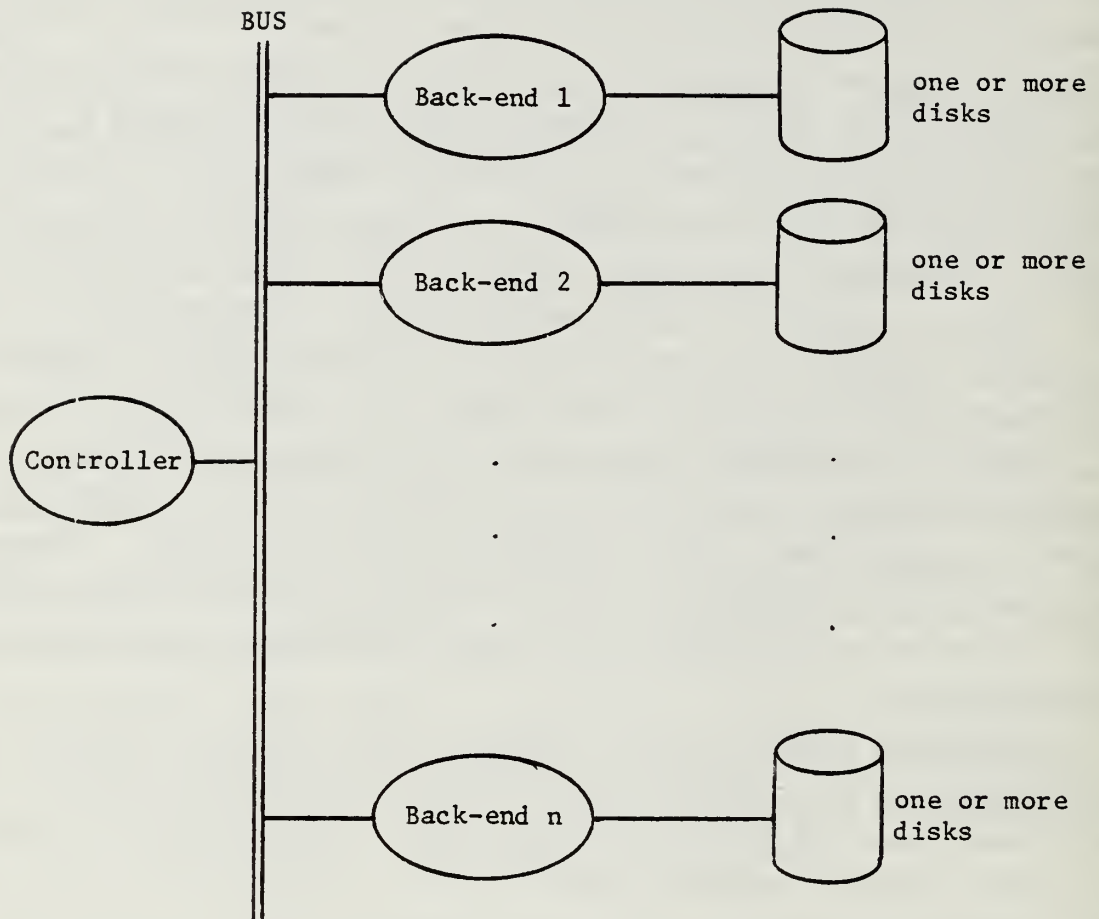 BUS
Back-end 1
one or more
disks
Back-end 2
one or more
disks
Controller
Back-end n
one or more
disks